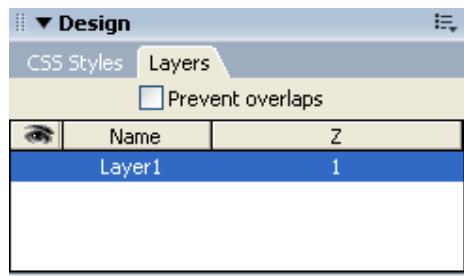 Design
CSS Styles Layers
Prevent overlaps
Name Z
Layer1 1